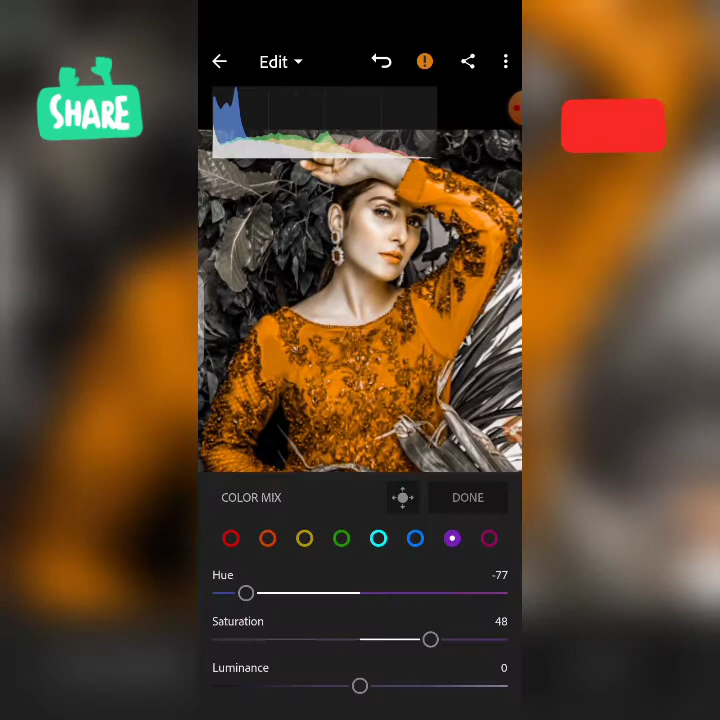 Edit
SHARE
COLOR MIX
DONE
Hue
-77
Saturation
48
Luminance
0